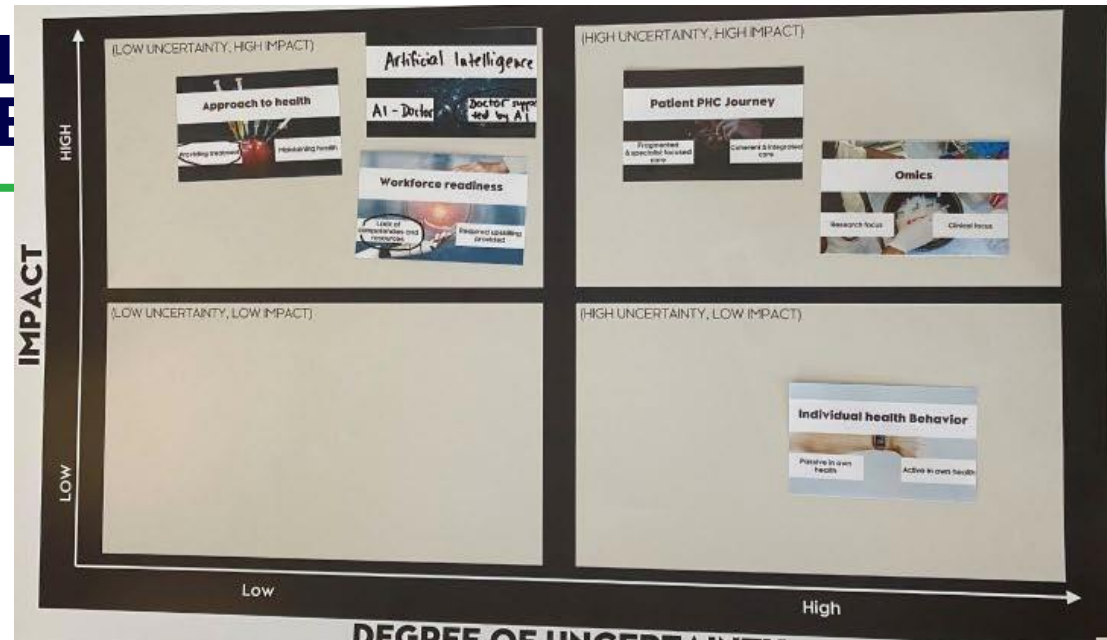 L
E
(LOW UNCERTAINTY, HIGH IMPACT)
Approach to health
Providing treatment
Maintaining health
Artificial Intelligence
AI - Doctor
Doctor suppor
ted by AI
Workforce readiness
Lack of
competencies and
resources
Required upskilling
provided
(HIGH UNCERTAINTY, HIGH IMPACT)
Patient PHC Journey
Fragmented
& specialist focused
care
Coherent & integrated
care
Omics
Research focus
Clinical focus
(LOW UNCERTAINTY, LOW IMPACT)
(HIGH UNCERTAINTY, LOW IMPACT)
Individual health Behavior
Passive in own
health
Active in own health
IMPACT
HIGH
LOW
Low
High
DEGREE OF UNCERTAINTY